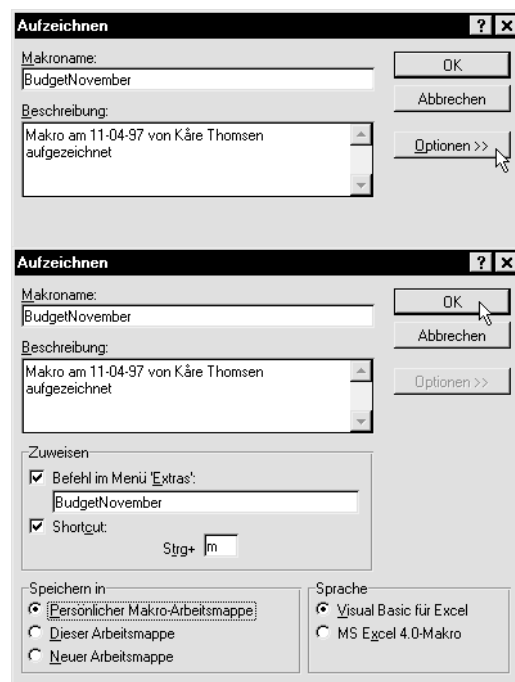 Aufzeichnen
Makroname:
BudgetNovember
OK
Abbrechen
Beschreibung:
Makro am 11-04-97 von Kåre Thomsen
aufgezeichnet
Optionen >>
Aufzeichnen
Makroname:
BudgetNovember
OK
Abbrechen
Beschreibung:
Makro am 11-04-97 von Kåre Thomsen
aufgezeichnet
Optionen >>
Zuweisen
Befehl im Menü 'Extras':
BudgetNovember
Shortcut:
Strg+ m
Speichern in
Persönlicher Makro-Arbeitsmappe
Dieser Arbeitsmappe
Neuer Arbeitsmappe
Sprache
Visual Basic für Excel
MS Excel 4.0-Makro